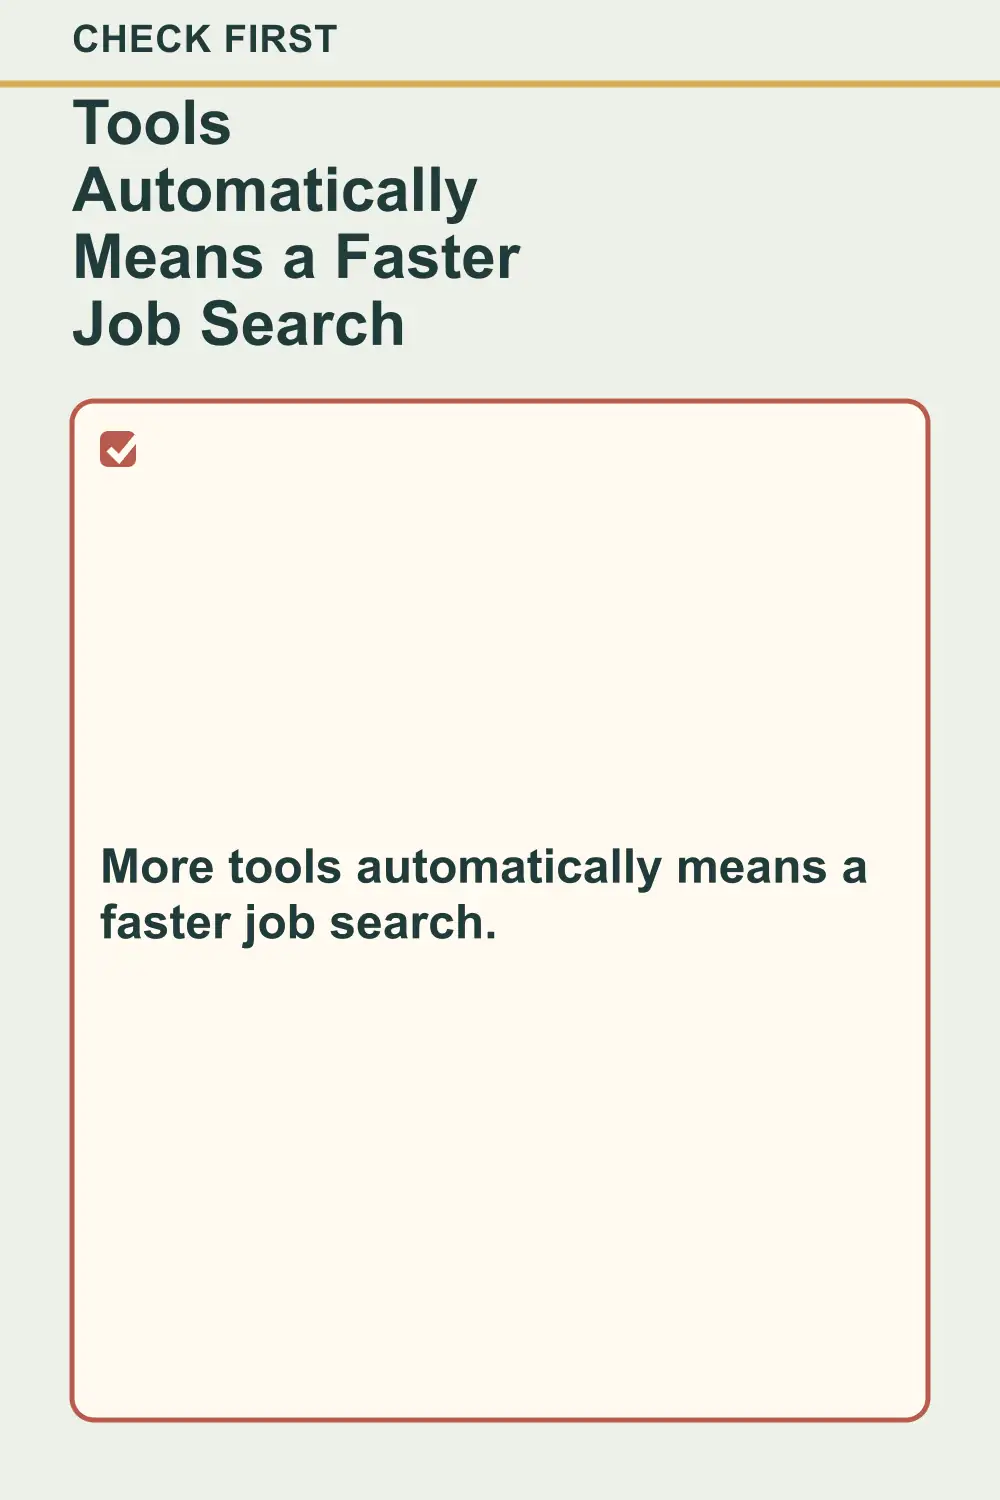 CHECK FIRST
Tools
Automatically
Means a Faster
Job Search
More tools automatically means a
faster job search.